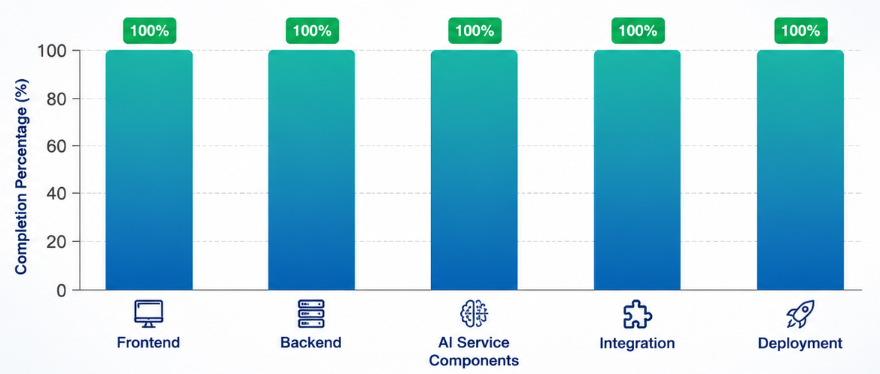 100% 100% 100% 100% 100%
100
80
60
40
20
0
Completion Percentage (%)
Frontend Backend AI Service Components Integration Deployment